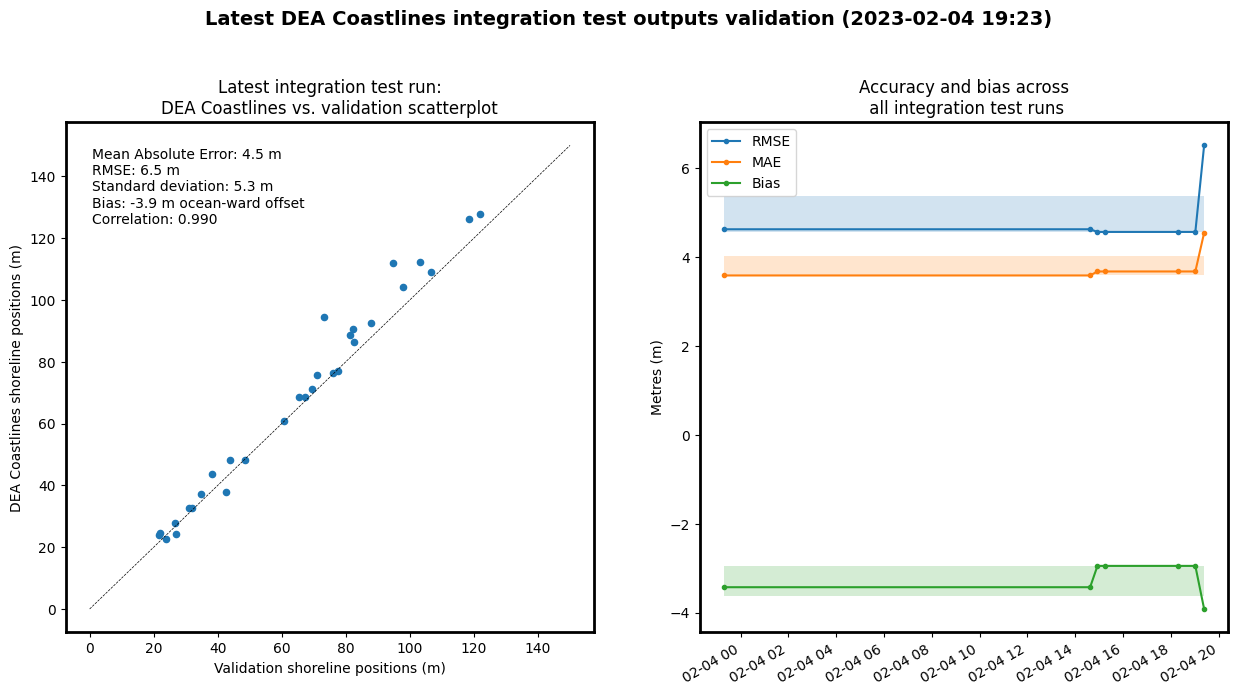 Latest DEA Coastlines integration test outputs validation (2023-02-04 19:23)
Latest integration test run:
DEA Coastlines vs. validation scatterplot
Mean Absolute Error: 4.5 m
RMSE: 6.5 m
Standard deviation: 5.3 m
Bias: -3.9 m ocean-ward offset
Correlation: 0.990
DEA Coastlines shoreline positions (m)
140
120
100
80
60
40
20
0
0 20 40 60 80 100 120 140
Validation shoreline positions (m)
Accuracy and bias across
all integration test runs
RMSE
MAE
Bias
Metres (m)
6
4
2
0
−2
−4
02-04 00 02-04 02 02-04 04 02-04 06 02-04 08 02-04 10 02-04 12 02-04 14 02-04 16 02-04 18 02-04 20